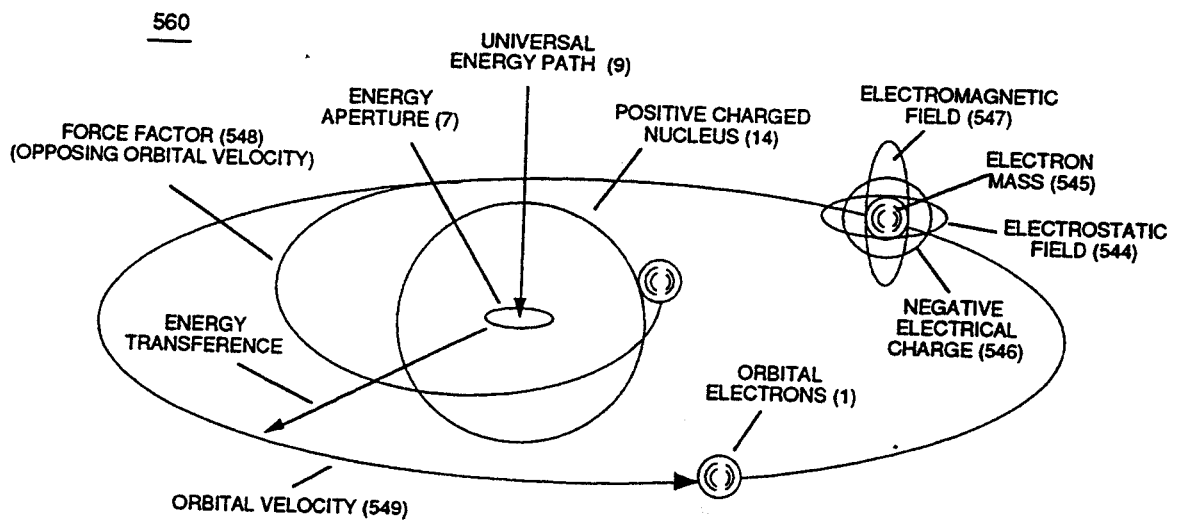 560
UNIVERSAL
ENERGY PATH (9)
ENERGY
APERTURE (7)
POSITIVE CHARGED
NUCLEUS (14)
ELECTROMAGNETIC
FIELD (547)
FORCE FACTOR (548)
(OPPOSING ORBITAL VELOCITY)
ELECTRON
MASS (545)
ELECTROSTATIC
FIELD (544)
NEGATIVE
ELECTRICAL
CHARGE (546)
ENERGY
TRANSFERENCE
ORBITAL
ELECTRONS (1)
ORBITAL VELOCITY (549)